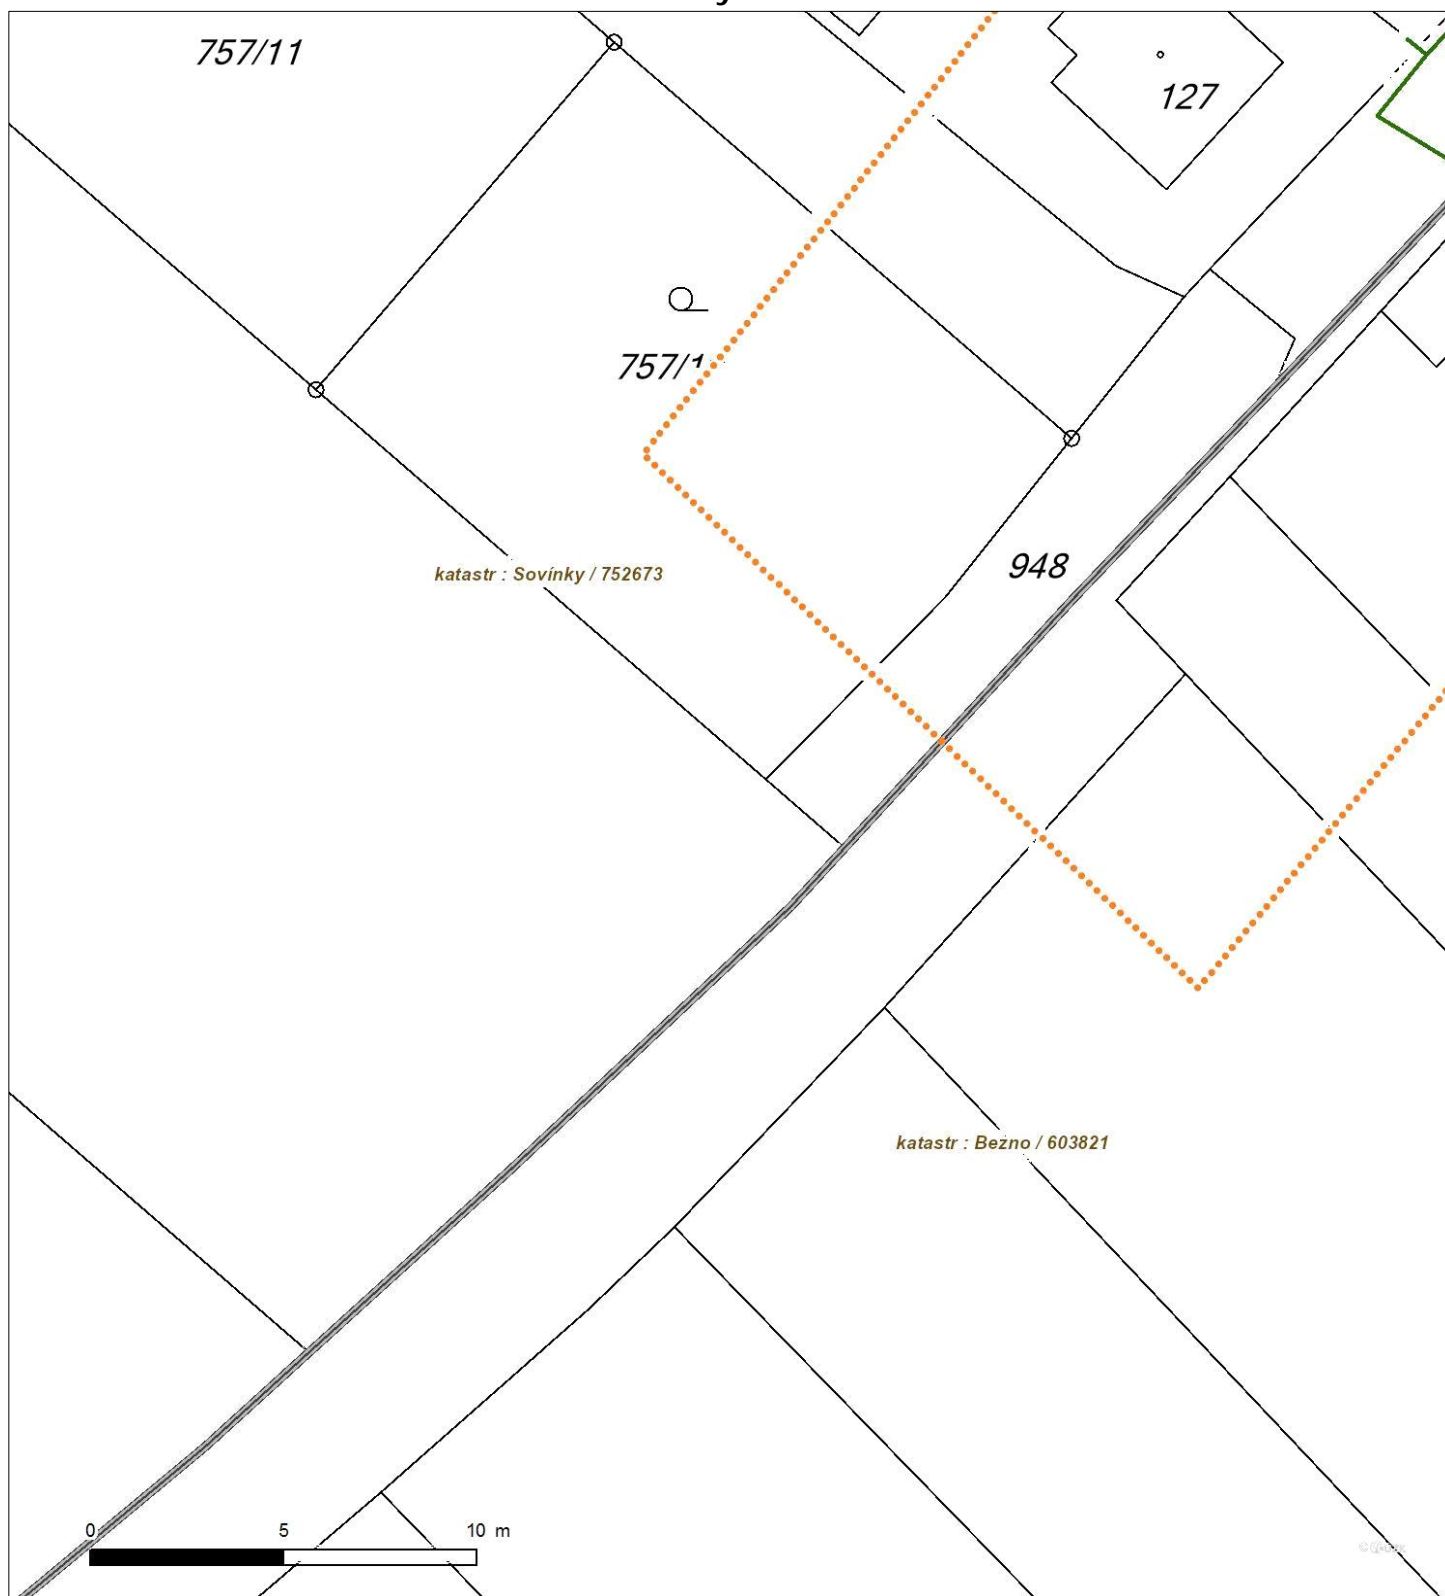 757/11
127
757/1
948
katastr : Sovínky / 752673
katastr : Bezno / 603821
0 5 10 m